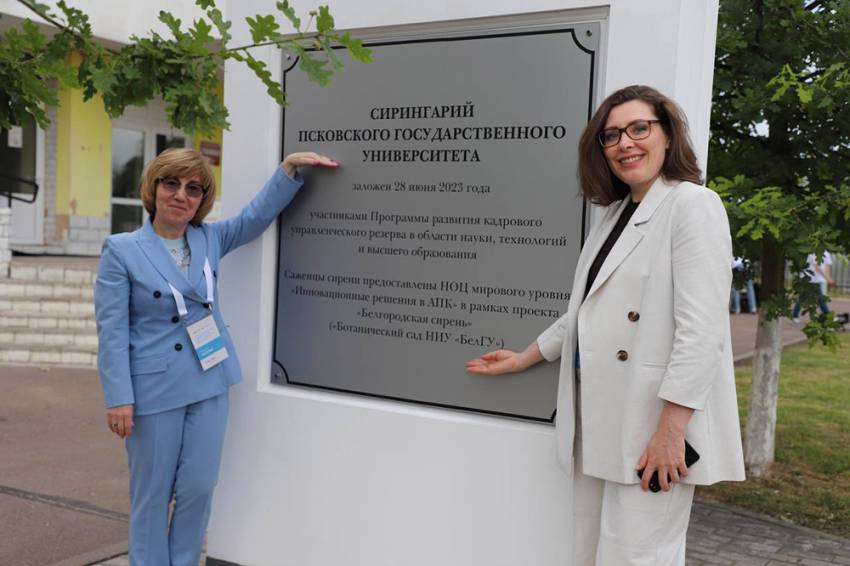 СИРИНГАРИЙ
ПСКОВСКОГО ГОСУДАРСТВЕННОГО
УНИВЕРСИТЕТА
заложен 28 июня 2023 года
участниками Программы развития кадрового
управленческого резерва в области науки, технологий
и высшего образования
Саженцы сирени предоставлены НОЦ мирового уровня
«Инновационные решения в АПК» в рамках проекта
«Белгородская сирень»
(«Ботанический сад НИУ «БелГУ»)